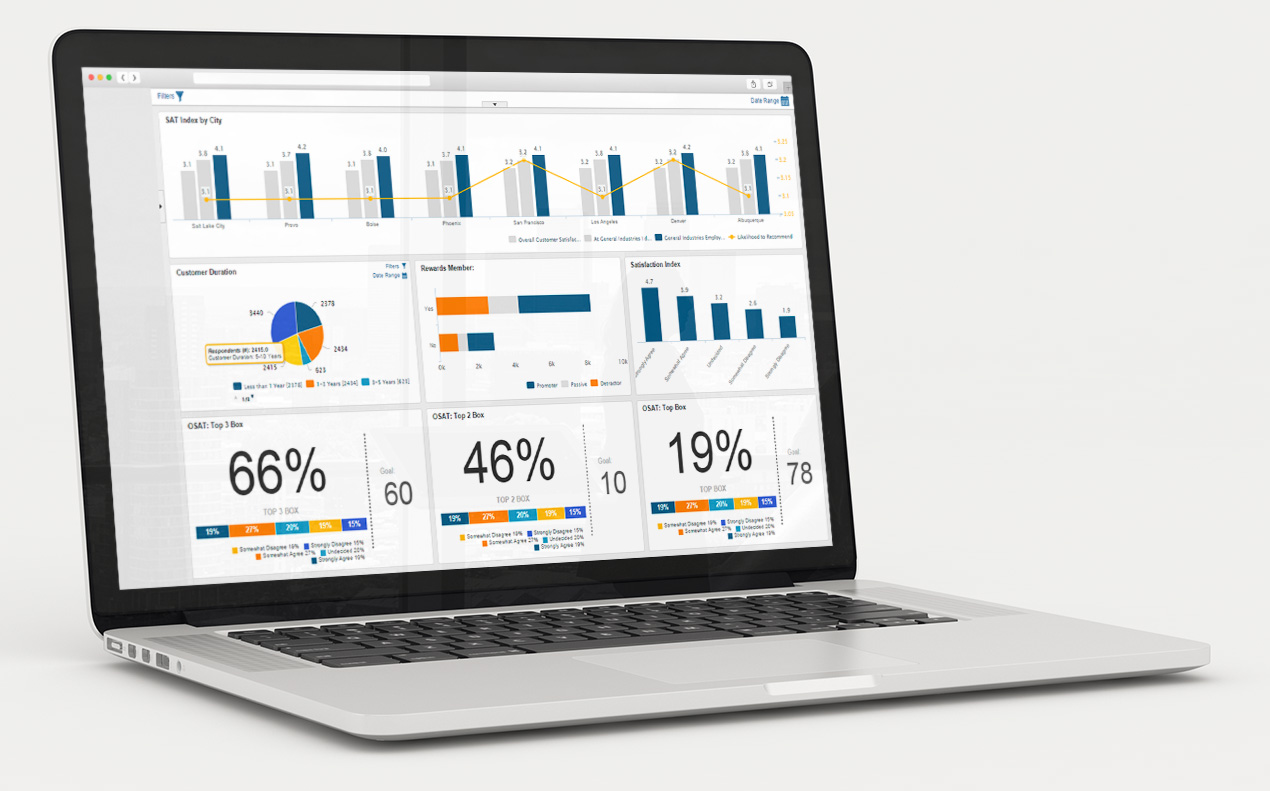 Filters
Date Range
SAT Index by City
3.1 3.8 4.1 3.1
3.1 3.7 4.2
3.1 3.8 4.0 3.1
3.1 3.7 4.1 3.1
3.2 3.2 4.1
3.2 3.8 4.1 3.1
3.2 3.2 4.2
3.2 3.8 4.1 3.1
Salt Lake City Provo Boise Phoenix San Francisco Los Angeles Denver Albuquerque
Overall Customer Satisfac... At General Industries I d... General Industries Employ... Likelihood to Recommend
Customer Duration
Filters
Date Range
3440 2378
2434
623
2415
Respondents (#): 2415.0
Customer Duration: 5-10 Years
Less than 1 Year [2378] 1-3 Years [2434] 3-5 Years [623]
Rewards Member:
Yes
No
0k 2k 4k 6k 8k 10k
Promoter Passive Detractor
Satisfaction Index
4.7 3.9 3.2 2.6 1.9
Strongly Agree Somewhat Agree Undecided Somewhat Disagree Strongly Disagree
OSAT: Top 3 Box
66%
TOP 3 BOX
Goal:
60
19% 27% 20% 19% 15%
Somewhat Disagree 19% Strongly Disagree 15%
Somewhat Agree 27% Undecided 20%
Strongly Agree 19%
OSAT: Top 2 Box
46%
TOP 2 BOX
Goal:
10
19% 27% 20% 19% 15%
Somewhat Disagree 19% Strongly Disagree 15%
Somewhat Agree 27% Undecided 20%
Strongly Agree 19%
OSAT: Top Box
19%
TOP BOX
Goal:
78
19% 27% 20% 19% 15%
Somewhat Disagree 19% Strongly Disagree 15%
Somewhat Agree 27% Undecided 20%
Strongly Agree 19%